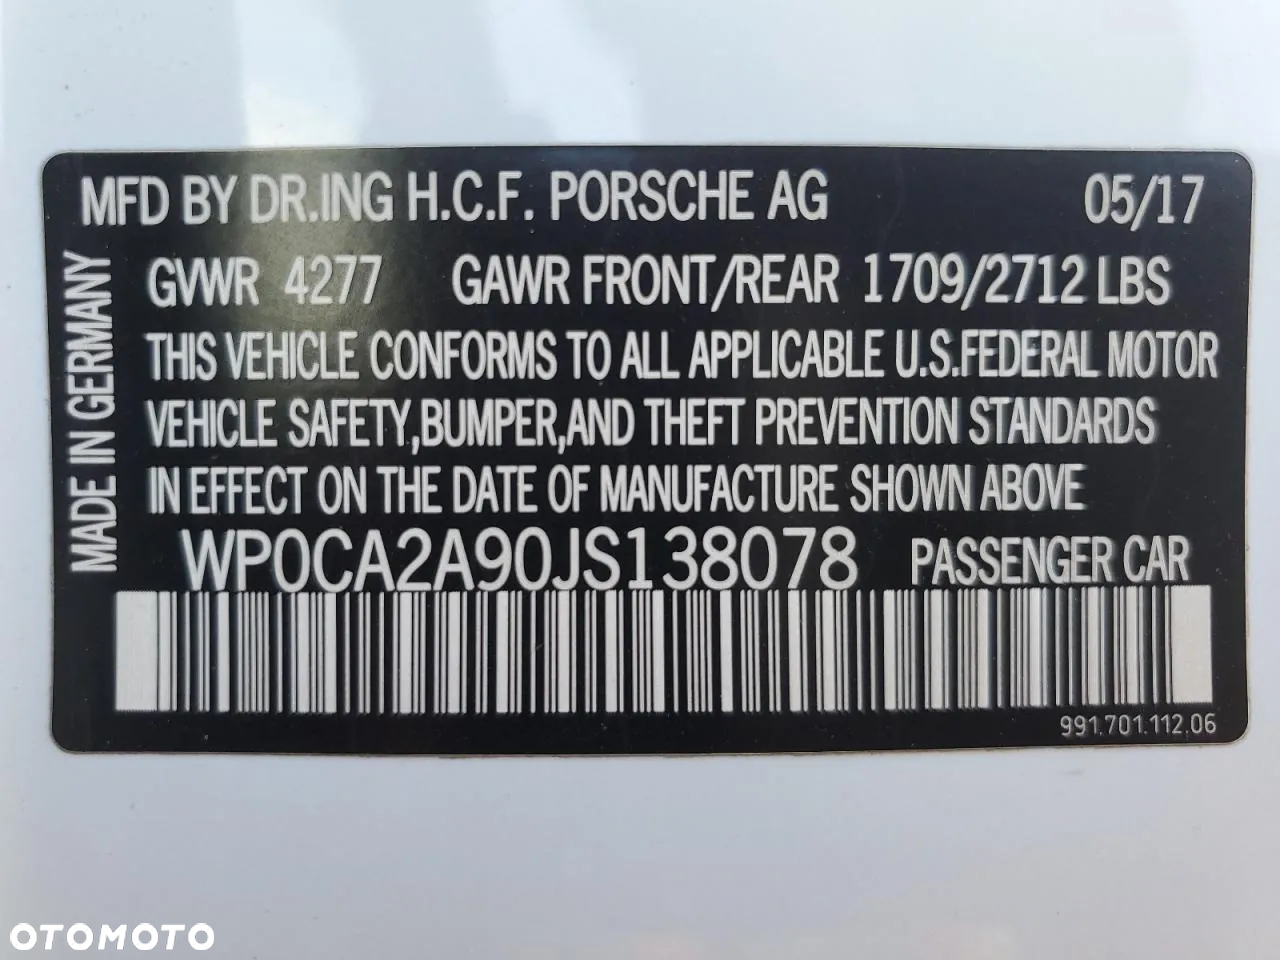 MFD BY DR.ING H.C.F. PORSCHE AG 05/17
GVWR 4277 GAWR FRONT/REAR 1709/2712 LBS
THIS VEHICLE CONFORMS TO ALL APPLICABLE U.S.FEDERAL MOTOR
VEHICLE SAFETY,BUMPER,AND THEFT PREVENTION STANDARDS
IN EFFECT ON THE DATE OF MANUFACTURE SHOWN ABOVE
WP0CA2A90JS138078 PASSENGER CAR
MADE IN GERMANY
991.701.112.06
OTOMOTO